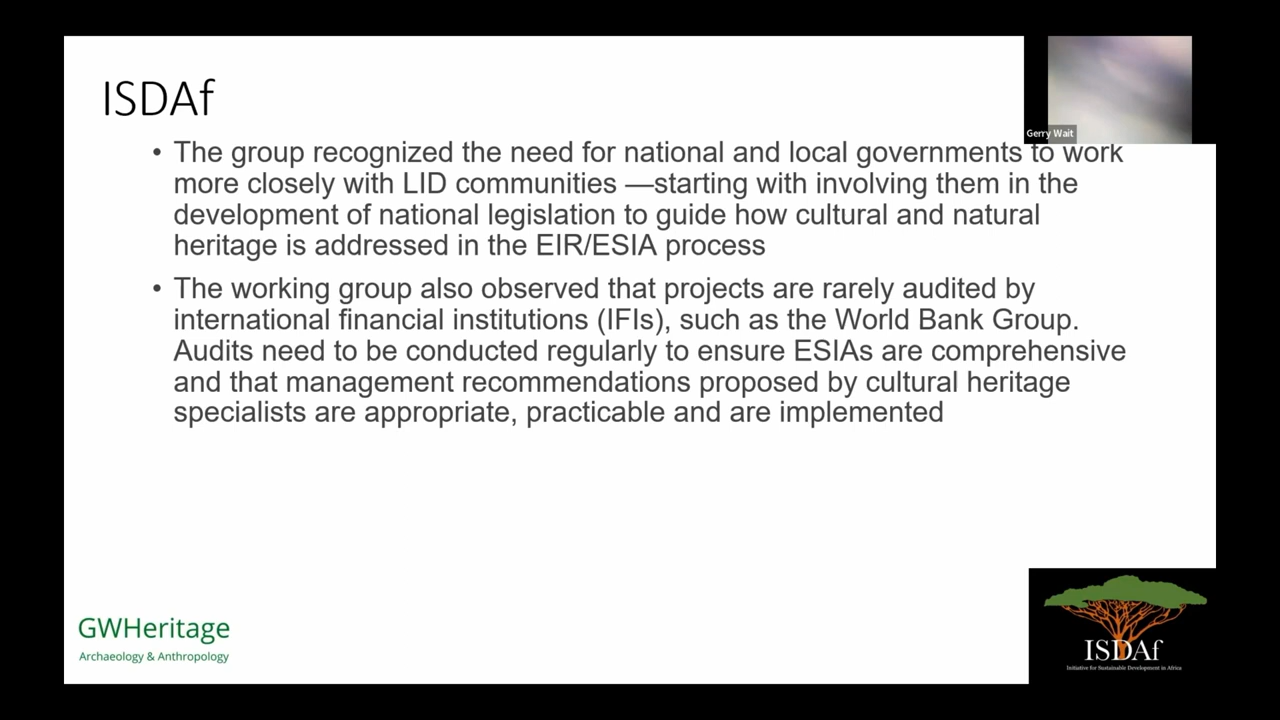 ISDAf
Gerry Wait
• The group recognized the need for national and local governments to work
more closely with LID communities —starting with involving them in the
development of national legislation to guide how cultural and natural
heritage is addressed in the EIR/ESIA process
• The working group also observed that projects are rarely audited by
international financial institutions (IFIs), such as the World Bank Group.
Audits need to be conducted regularly to ensure ESIAs are comprehensive
and that management recommendations proposed by cultural heritage
specialists are appropriate, practicable and are implemented
GWHeritage
Archaeology & Anthropology
ISDAf
Initiative for Sustainable Development in Africa